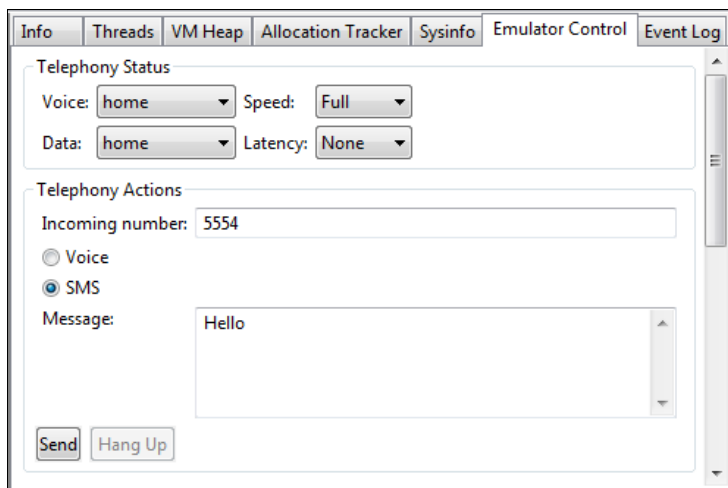 Info Threads VM Heap Allocation Tracker Sysinfo Emulator Control Event Log
Telephony Status
Voice: home Speed: Full
Data: home Latency: None
Telephony Actions
Incoming number: 5554
Voice
SMS
Message: Hello
Send Hang Up